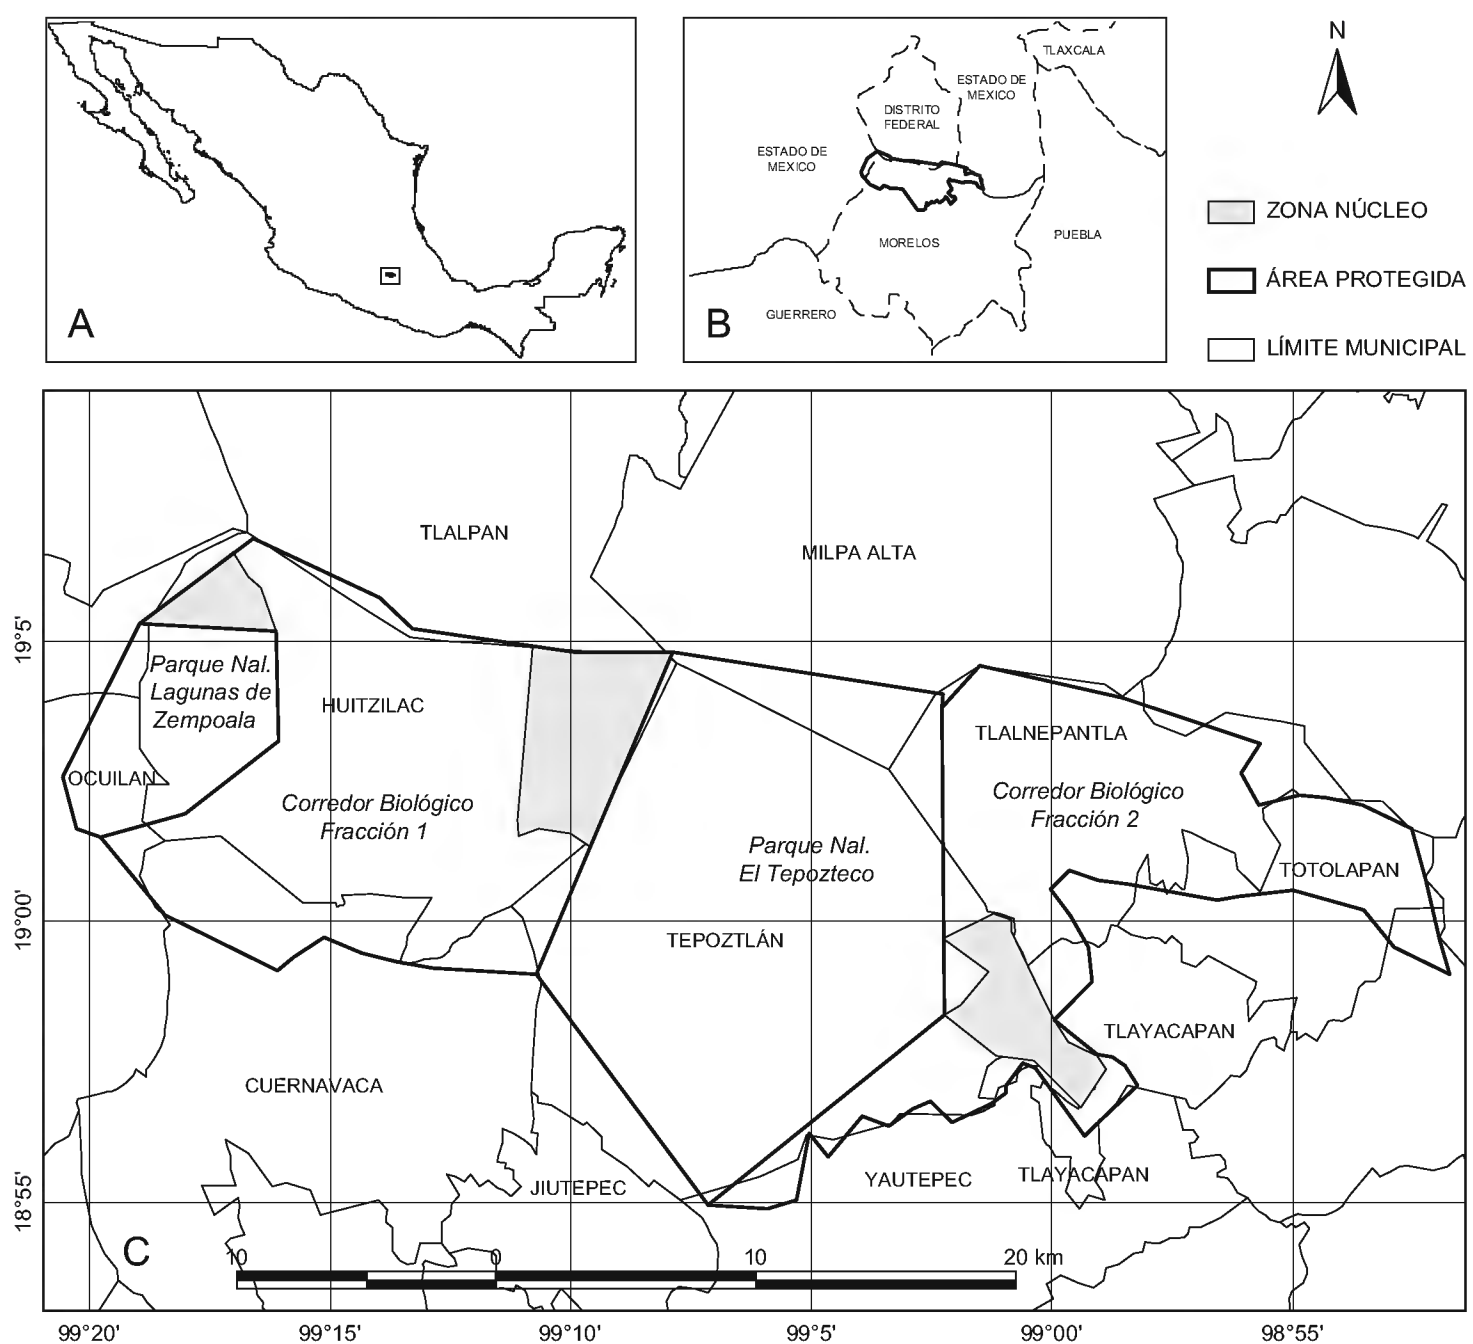 A
TLAXCALA
ESTADO DE
MEXICO
DISTRITO
FEDERAL
ESTADO DE
MEXICO
MORELOS
PUEBLA
GUERRERO
B
N
ZONA NÚCLEO
ÁREA PROTEGIDA
LÍMITE MUNICIPAL
TLALPAN
MILPA ALTA
19°5'
Parque Nal.
Lagunas de
Zempoala
HUITZILAC
TLALNEPANTLA
OCUILAN
Corredor Biológico
Fracción 1
Corredor Biológico
Fracción 2
Parque Nal.
El Tepozteco
TOTOLAPAN
19°00'
TEPOZTLÁN
TLAYACAPAN
CUERNAVACA
JIUTEPEC
YAUTEPEC
TLAYACAPAN
18°55'
C
10 0 10 20 km
99°20' 99°15' 99°10' 99°5' 99°00' 98°55'